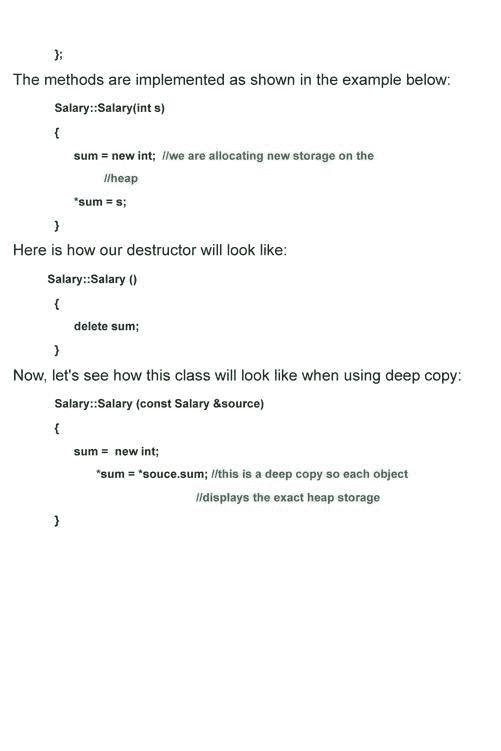 };
The methods are implemented as shown in the example below:
Salary::Salary(int s)
{
sum = new int; //we are allocating new storage on the
//heap
*sum = s;
}
Here is how our destructor will look like:
Salary::Salary ()
{
delete sum;
}
Now, let's see how this class will look like when using deep copy:
Salary::Salary (const Salary &source)
{
sum =  new int;
*sum = *souce.sum; //this is a deep copy so each object
//displays the exact heap storage
}